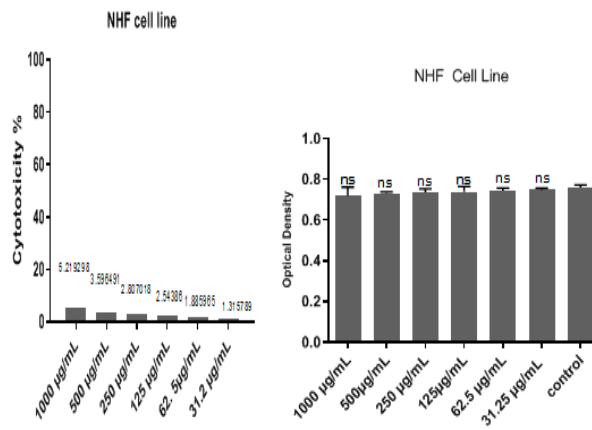 NHF cell line
Cytotoxicity %
100
80
60
40
20
0
5.219298
3.596491
2.807018
2.54386
1.885965
1.315789
1000 µg/mL
500 µg/mL
250 µg/mL
125 µg/mL
62. 5µg/mL
31.2 µg/mL
NHF Cell Line
Optical Density
1.0
0.8
0.6
0.4
0.2
0.0
ns
ns
ns
ns
ns
ns
1000 µg/mL
500µg/mL
250 µg/mL
125µg/mL
62.5 µg/mL
31.25 µg/mL
control